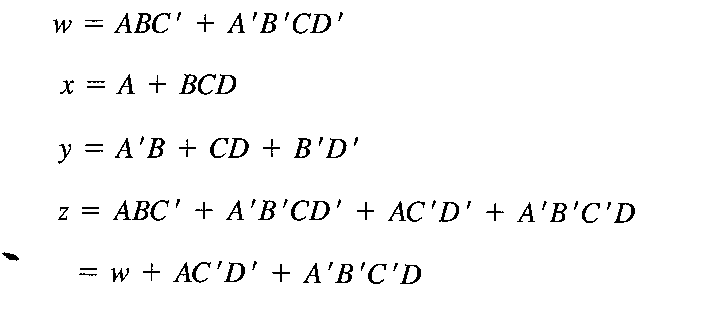 w = ABC' + A'B'CD'
x = A + BCD
y = A'B + CD + B'D'
z = ABC' + A'B'CD' + AC'D' + A'B'C'D
= w + AC'D' + A'B'C'D